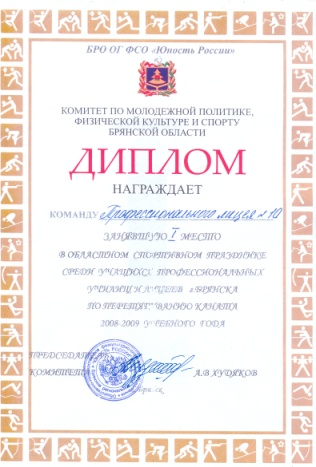 БРО ОГ ФСО «Юность России»
КОМИТЕТ ПО МОЛОДЕЖНОЙ ПОЛИТИКЕ,
ФИЗИЧЕСКОЙ КУЛЬТУРЕ И СПОРТУ
БРЯНСКОЙ ОБЛАСТИ
ДИПЛОМ
НАГРАЖДАЕТ
КОМАНДУ Профессионального лицея № 10
ЗАНЯВШУЮ I МЕСТО
В ОБЛАСТНОМ СПОРТИВНОМ ПРАЗДНИКЕ
СРЕДИ УЧАЩИХСЯ ПРОФЕССИОНАЛЬНЫХ
УЧИЛИЩ И ЛИЦЕЕВ г.БРЯНСКА
ПО ПЕРЕТЯГИВАНИЮ КАНАТА
2008-2009 УЧЕБНОГО ГОДА
ПРЕДСЕДАТЕЛЬ
КОМИТЕТА А.В.ХУДЯКОВ